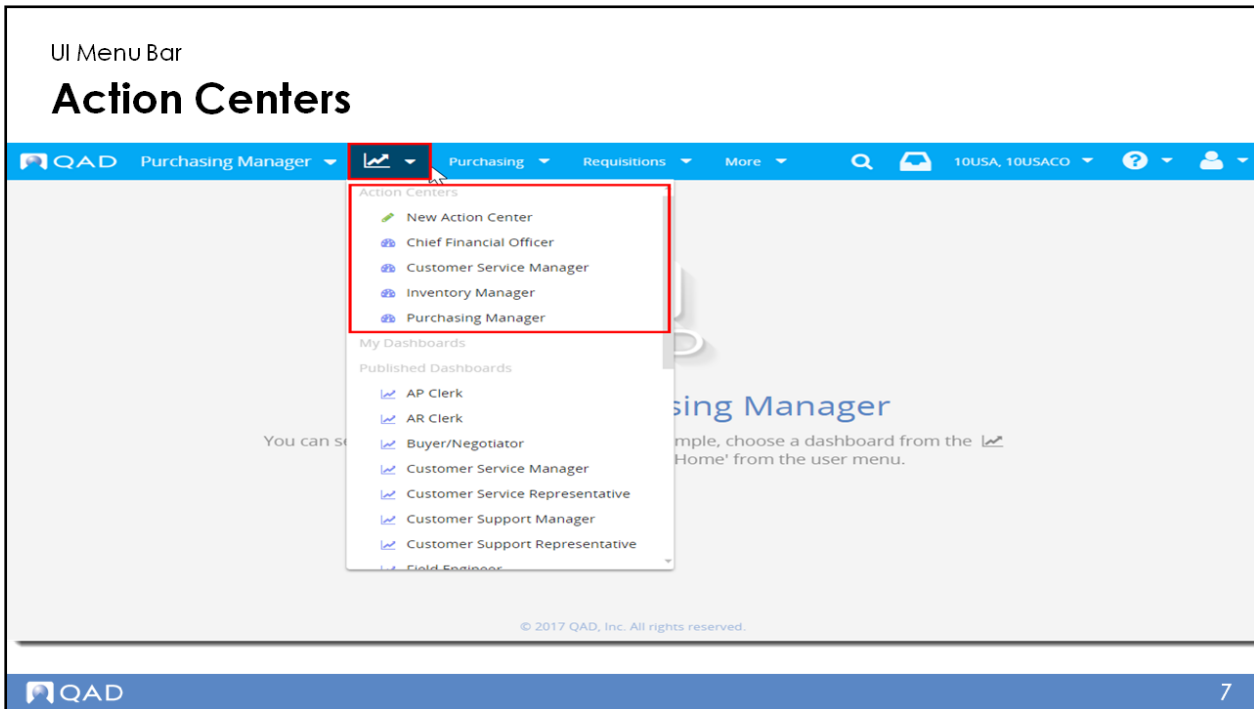 UI Menu Bar
Action Centers
QAD Purchasing Manager Purchasing Requisitions More 10USA, 10USACO ?
Action Centers
New Action Center
Chief Financial Officer
Customer Service Manager
Inventory Manager
Purchasing Manager
My Dashboards
Published Dashboards
AP Clerk
AR Clerk
sing Manager
You can s mple, choose a dashboard from the
Buyer/Negotiator
Home' from the user menu.
Customer Service Manager
Customer Service Representative
Customer Support Manager
Customer Support Representative
Field Engineer
© 2017 QAD, Inc. All rights reserved.
QAD 7